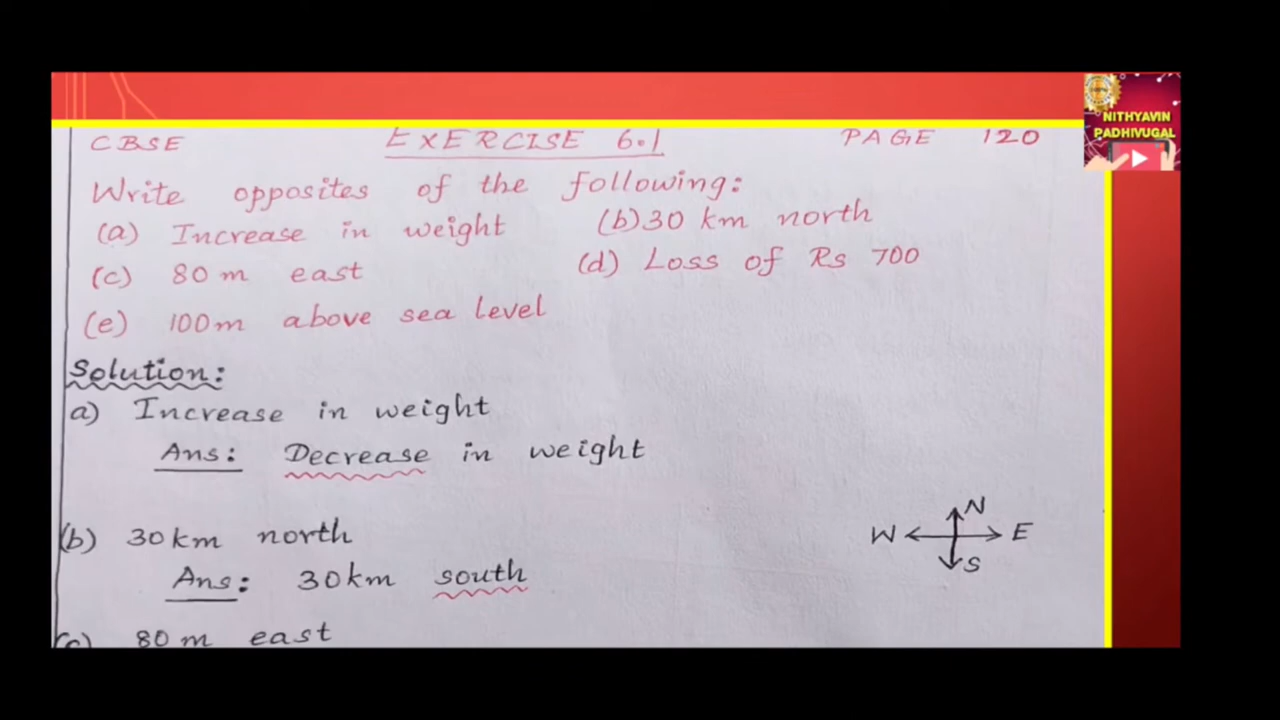 NITHYAVIN
PADHIVUGAL
CBSE EXERCISE 6.1 PAGE 120
Write opposites of the following:
(a) Increase in weight (b) 30 km north
(c) 80 m east (d) Loss of Rs 700
(e) 100m above sea level
Solution:
a) Increase in weight
Ans: Decrease in weight
(b) 30km north
Ans: 30km south
(c) 80 m east
N
W E
S